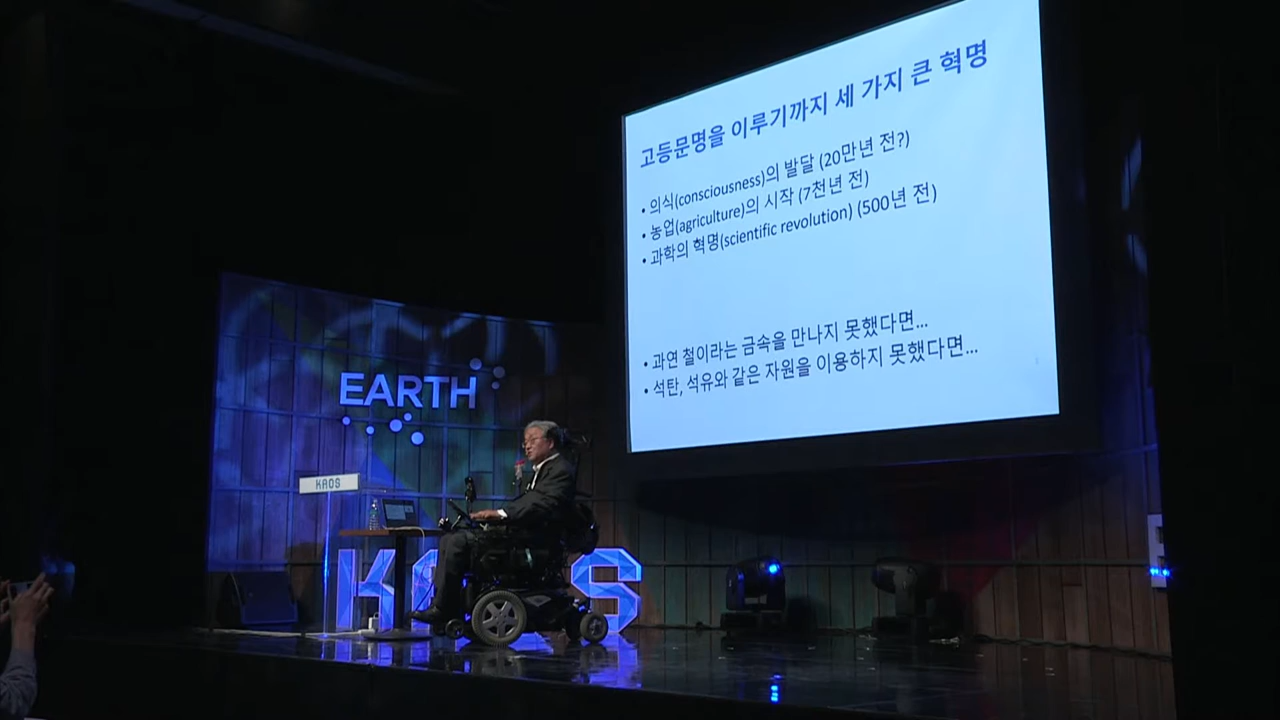 고등문명을 이루기까지 세 가지 큰 혁명
• 의식(consciousness)의 발달 (20만년 전?)
• 농업(agriculture)의 시작 (7천년 전)
• 과학의 혁명(scientific revolution) (500년 전)
• 과연 철이라는 금속을 만나지 못했다면...
• 석탄, 석유와 같은 자원을 이용하지 못했다면...
EARTH
KAOS
KAOS